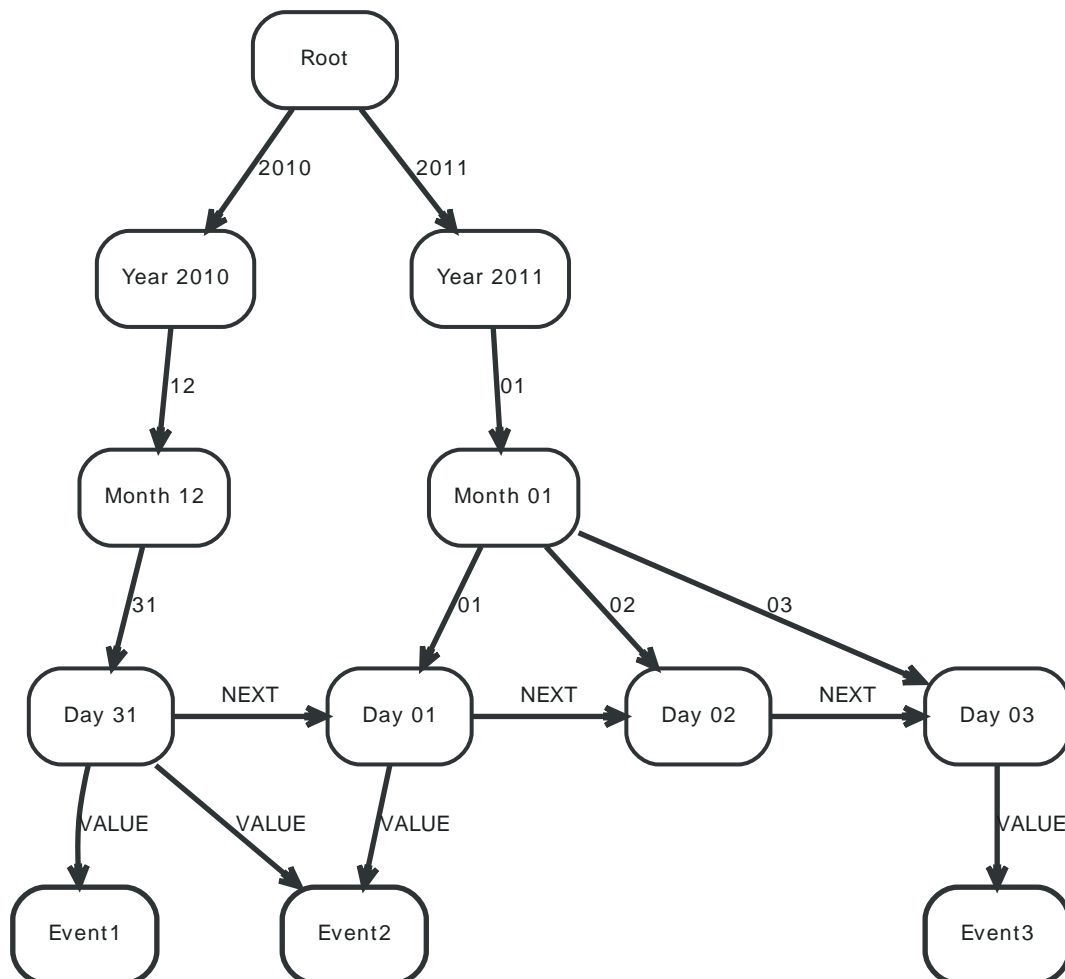 Root
2010
2011
Year 2010
Year 2011
12
01
Month 12
Month 01
31
01
02
03
Day 31
NEXT
Day 01
NEXT
Day 02
NEXT
Day 03
VALUE
VALUE
VALUE
VALUE
Event1
Event2
Event3